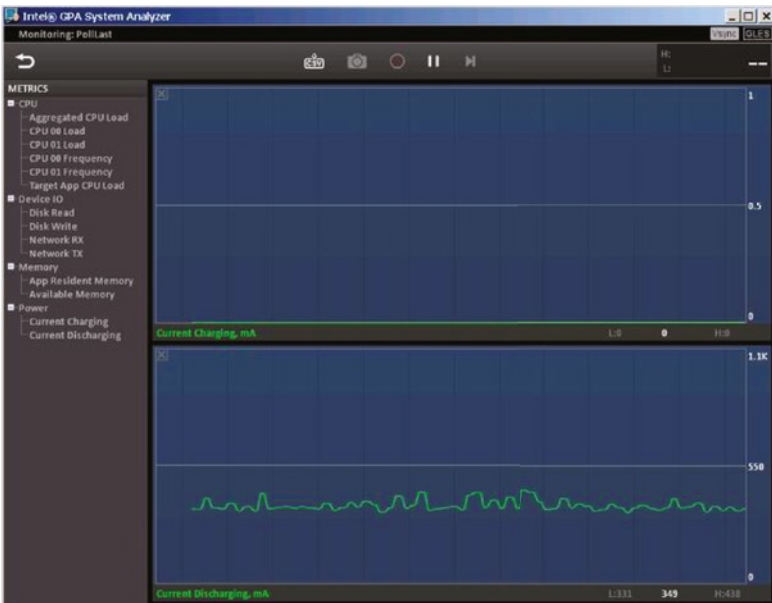 Intel® GPA System Analyzer
Monitoring: PollLast
Vsync GLES
CSV
H:
L:
--
METRICS
CPU
Aggregated CPU Load
CPU 00 Load
CPU 01 Load
CPU 00 Frequency
CPU 01 Frequency
Target App CPU Load
Device IO
Disk Read
Disk Write
Network RX
Network TX
Memory
App Resident Memory
Available Memory
Power
Current Charging
Current Discharging
1
0.5
0
Current Charging, mA L:0 0 H:0
1.1K
550
0
Current Discharging, mA L:331 349 H:438